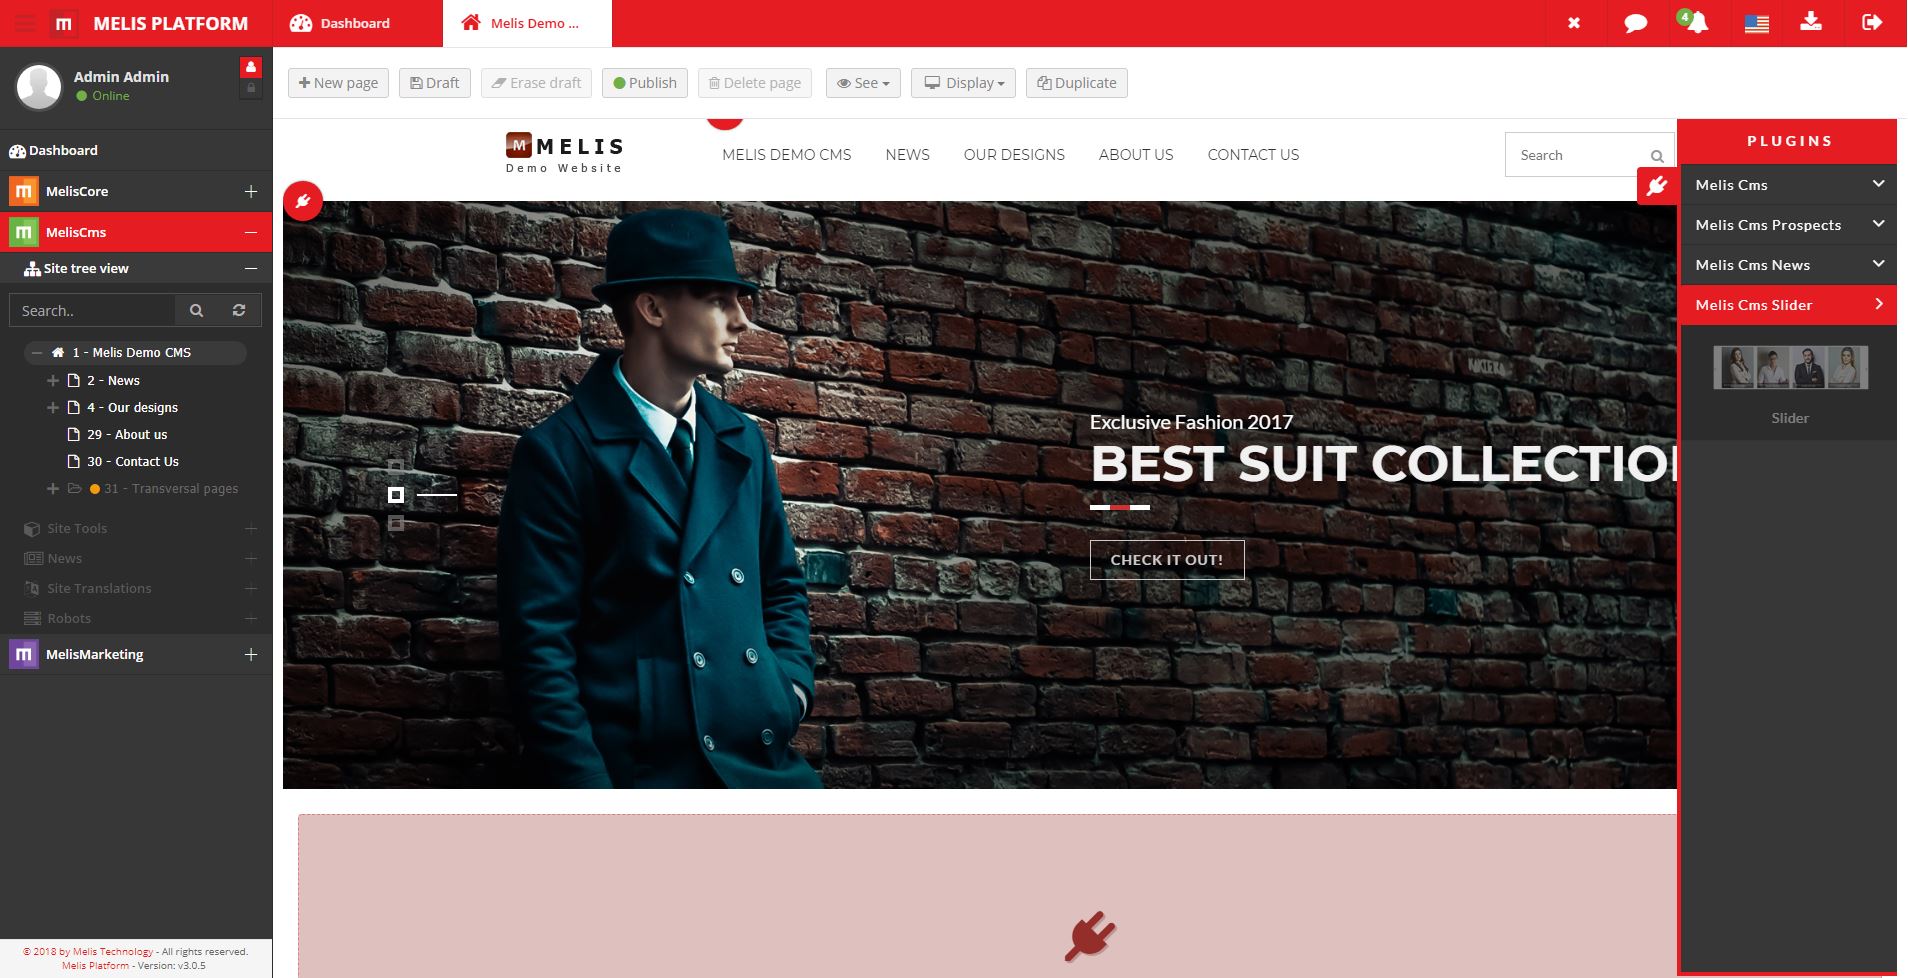 MELIS PLATFORM
Dashboard
Melis Demo ...
4
Admin Admin
Online
New page
Draft
Erase draft
Publish
Delete page
See
Display
Duplicate
Dashboard
MelisCore
MelisCms
Site tree view
Search..
1 - Melis Demo CMS
2 - News
4 - Our designs
29 - About us
30 - Contact Us
31 - Transversal pages
Site Tools
News
Site Translations
Robots
MelisMarketing
© 2018 by Melis Technology - All rights reserved.
Melis Platform - Version: v3.0.5
M MELIS
Demo Website
MELIS DEMO CMS
NEWS
OUR DESIGNS
ABOUT US
CONTACT US
Search
Exclusive Fashion 2017
BEST SUIT COLLECTIO
CHECK IT OUT!
PLUGINS
Melis Cms
Melis Cms Prospects
Melis Cms News
Melis Cms Slider
Slider